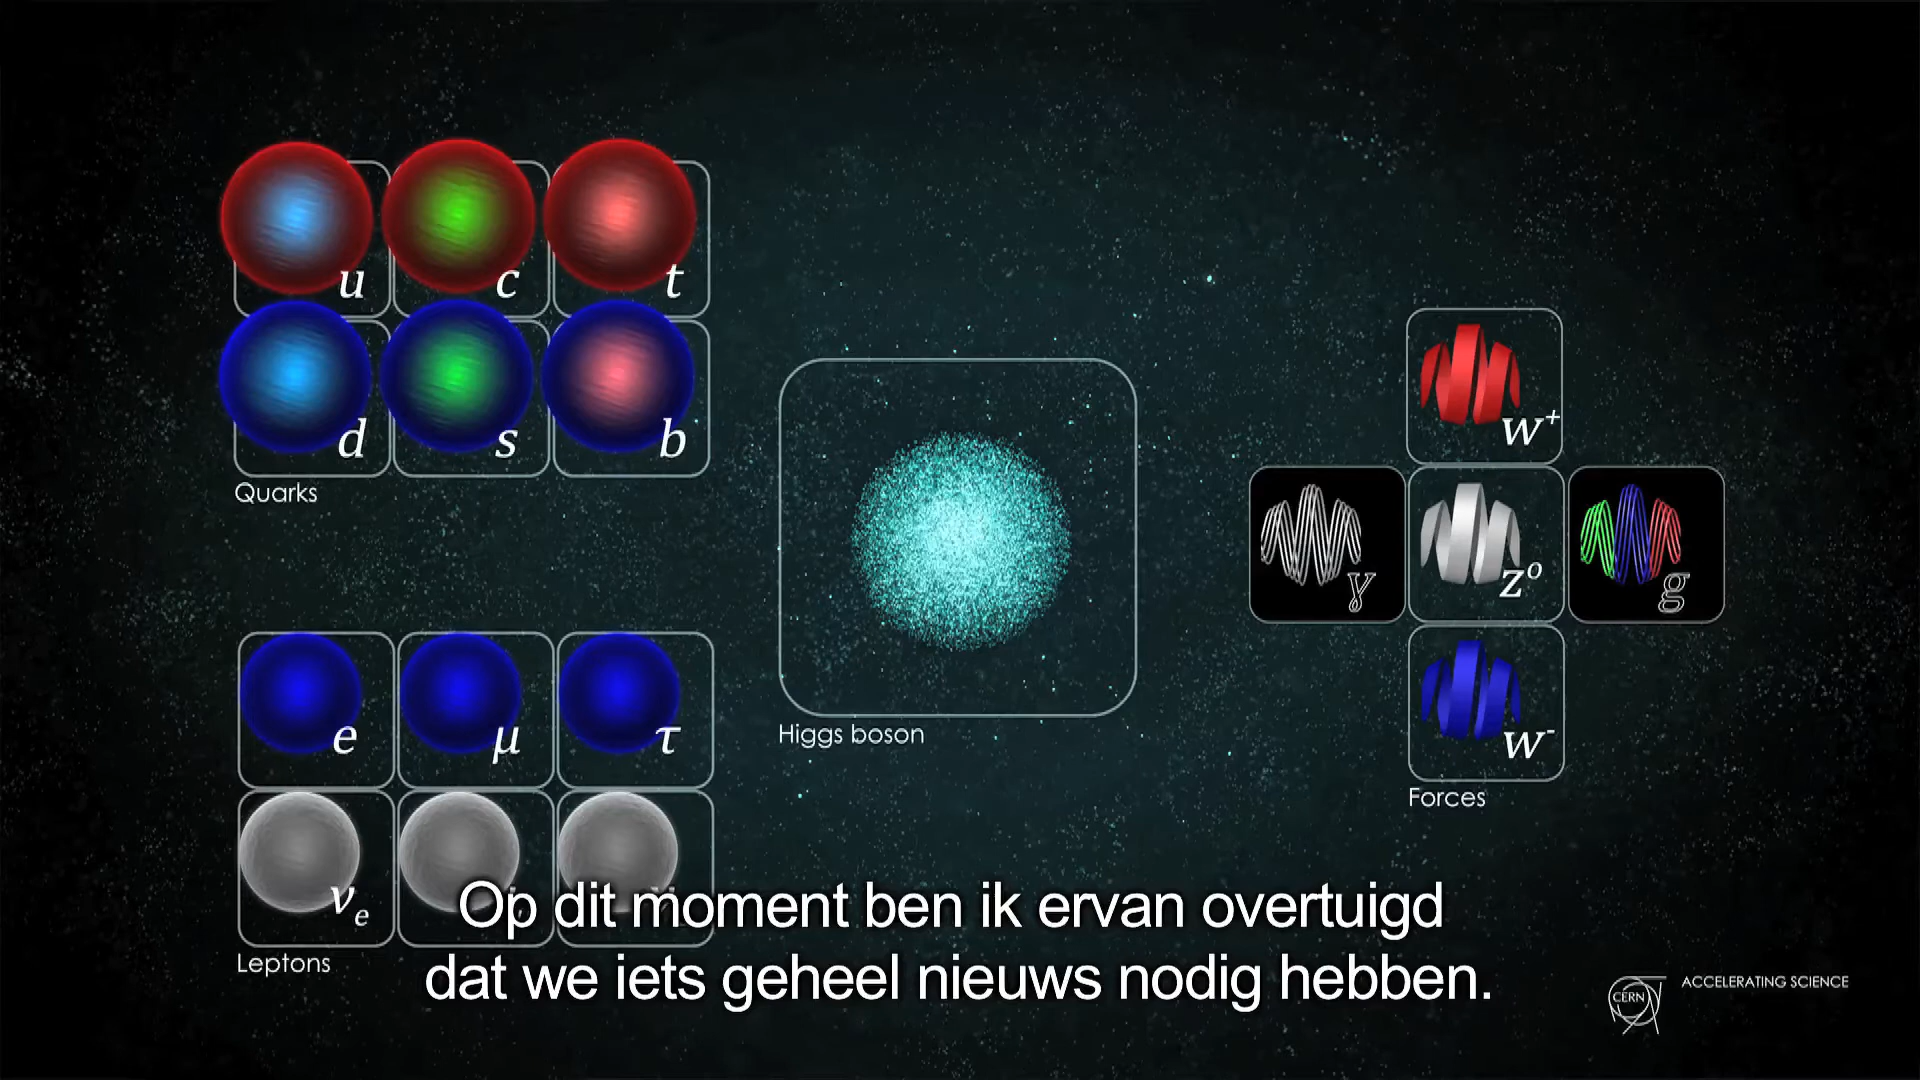 u c t
d s b
Quarks
W+
γ Z⁰ g
W-
Higgs boson
e μ τ
Forces
νe
Leptons
Op dit moment ben ik ervan overtuigd
dat we iets geheel nieuws nodig hebben.
CERN
ACCELERATING SCIENCE